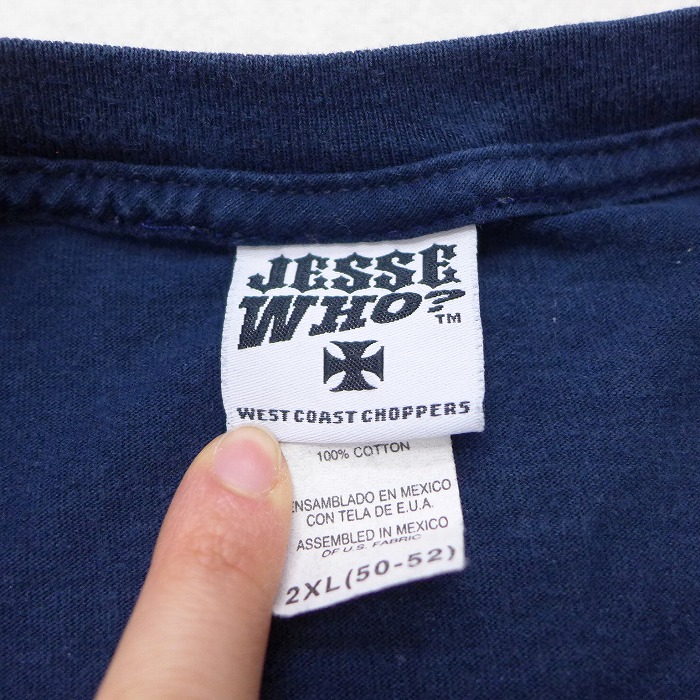 JESSE
WHO?
TM
WEST COAST CHOPPERS
100% COTTON
ENSAMBLADO EN MEXICO
CON TELA DE E.U.A.
ASSEMBLED IN MEXICO
OF U.S. FABRIC
2XL(50-52)